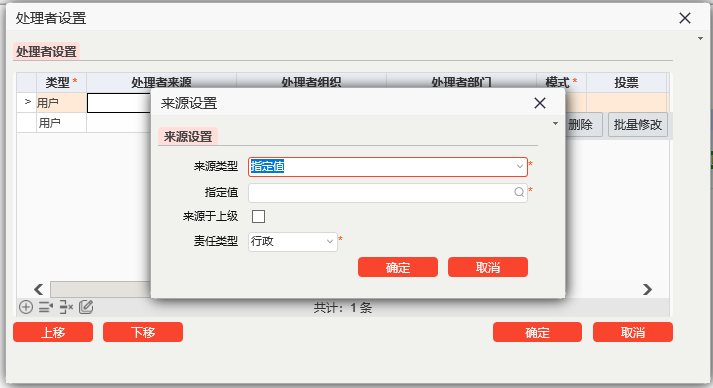 处理者设置
处理者设置
类型* 处理者来源 处理者组织 处理者部门 模式* 投票
> 用户
用户 删除 批量修改
来源设置
来源设置
来源类型 指定值 *
指定值 *
来源于上级
责任类型 行政 *
确定 取消
共计：1 条
上移 下移 确定 取消